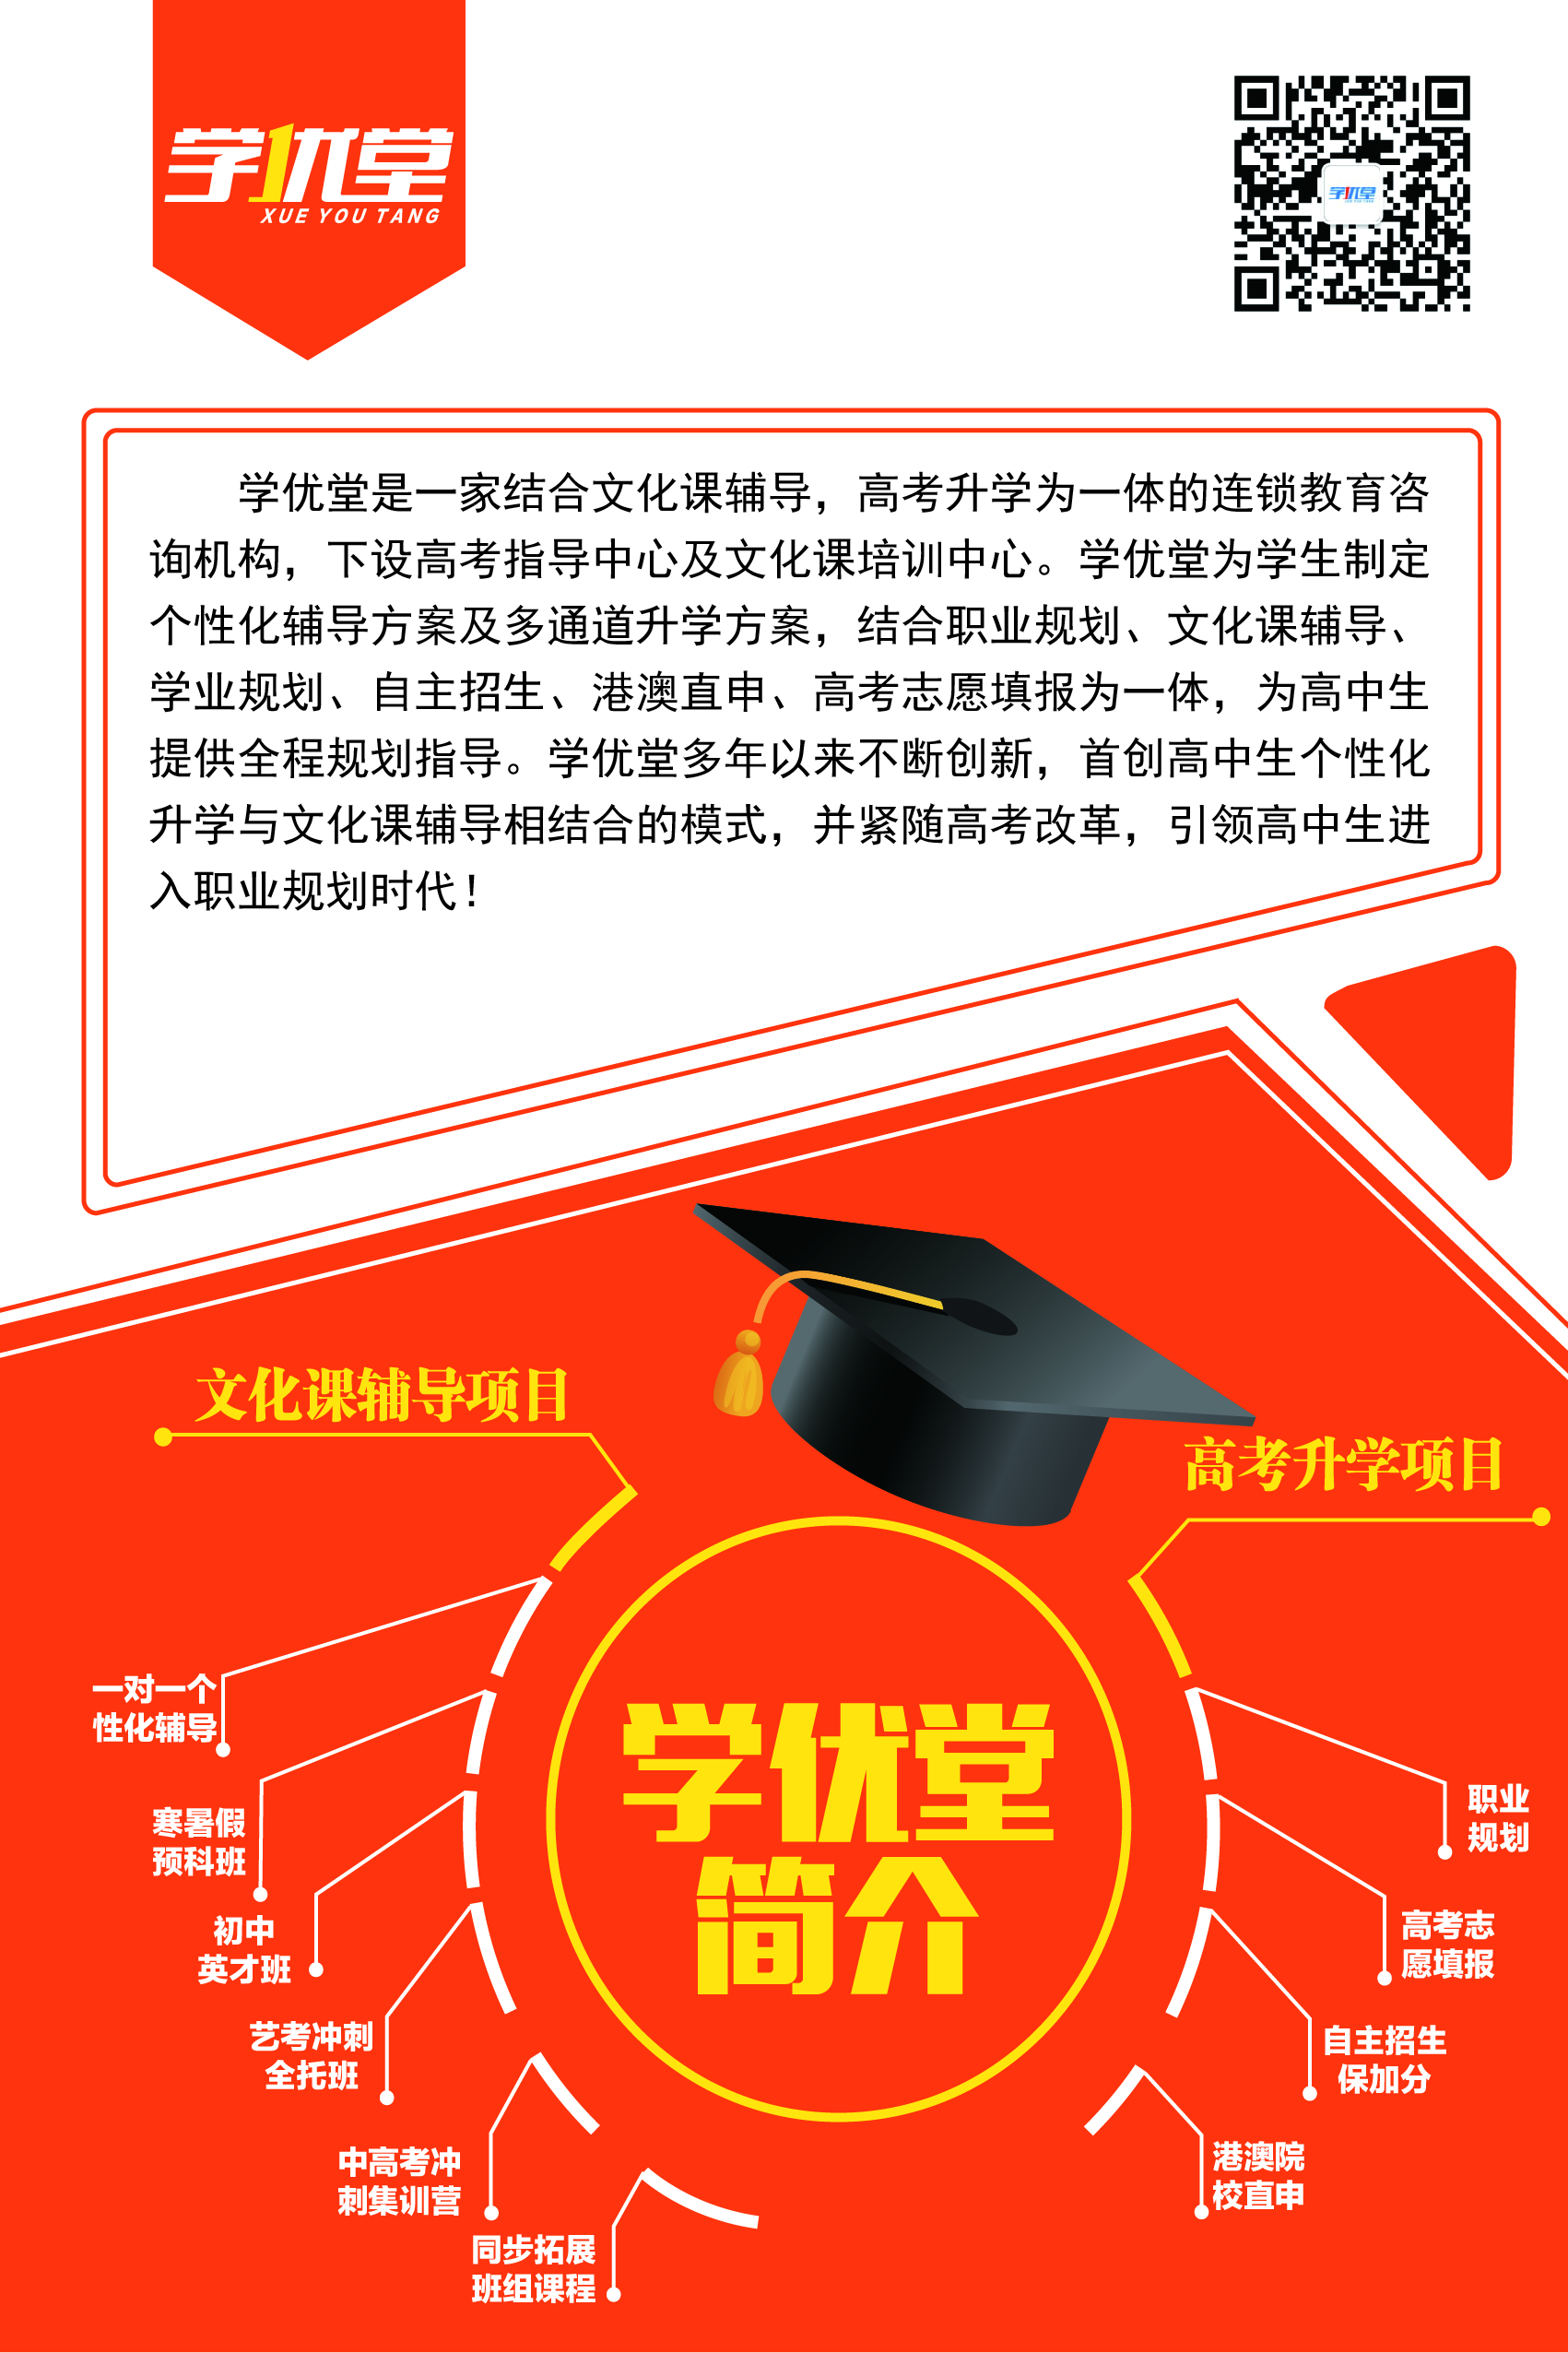 学优堂
XUE YOU TANG
学优堂
学优堂是一家结合文化课辅导，高考升学为一体的连锁教育咨
询机构，下设高考指导中心及文化课培训中心。学优堂为学生制定
个性化辅导方案及多通道升学方案，结合职业规划、文化课辅导、
学业规划、自主招生、港澳直申、高考志愿填报为一体，为高中生
提供全程规划指导。学优堂多年以来不断创新，首创高中生个性化
升学与文化课辅导相结合的模式，并紧随高考改革，引领高中生进
入职业规划时代！
文化课辅导项目
高考升学项目
学优堂
简介
一对一个
性化辅导
寒暑假
预科班
初中
英才班
艺考冲刺
全托班
中高考冲
刺集训营
同步拓展
班组课程
职业
规划
高考志
愿填报
自主招生
保加分
港澳院
校直申